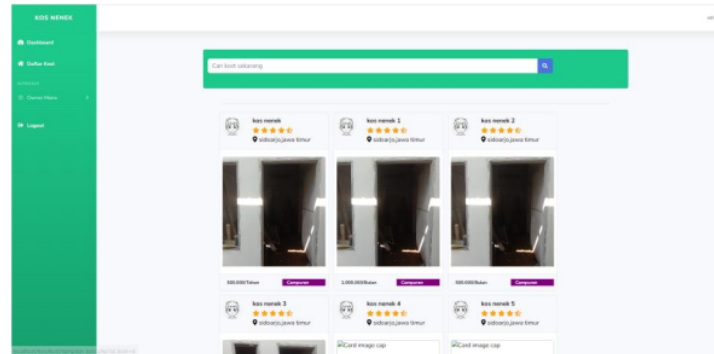 KOS NENEK
Dashboard
Daftar Kost
Owner Menu
Logout
Cari kost sekarang
kos nenek
sidoarjo,jawa timur
kos nenek 1
sidoarjo,jawa timur
kos nenek 2
sidoarjo,jawa timur
500.000/Tahun
Campuran
1.000.000/Bulan
Campuran
500.000/Bulan
Campuran
kos nenek 3
sidoarjo,jawa timur
kos nenek 4
sidoarjo,jawa timur
kos nenek 5
sidoarjo,jawa timur
Card image cap
Card image cap